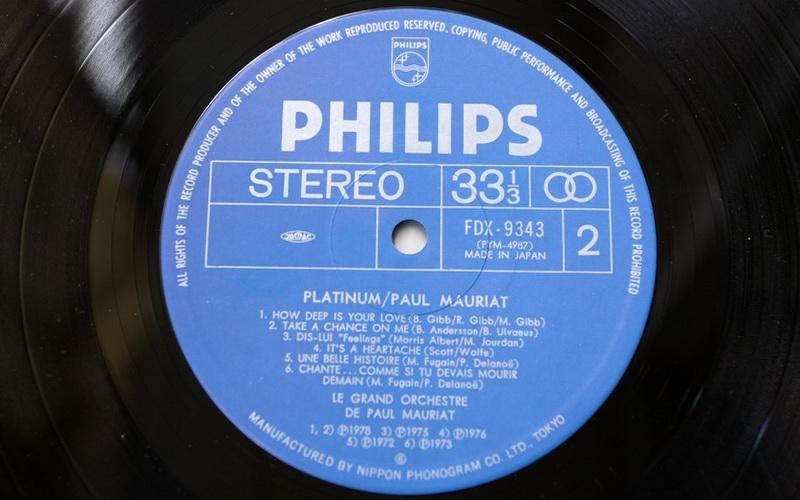 ALL RIGHTS OF THE RECORD PRODUCER AND OF THE OWNER OF THE WORK REPRODUCED RESERVED. COPYING, PUBLIC PERFORMANCE AND BROADCASTING OF THIS RECORD PROHIBITED
PHILIPS
PHILIPS
STEREO 33 1/3
FDX-9343
(PYM-4987)
MADE IN JAPAN
2
PLATINUM/PAUL MAURIAT
1. HOW DEEP IS YOUR LOVE (B. Gibb/R. Gibb/M. Gibb)
2. TAKE A CHANCE ON ME (B. Andersson/B. Ulvaeus)
3. DIS-LUI "Feelings" (Morris Albert/M. Jourdan)
4. IT'S A HEARTACHE (Scott/Wolfe)
5. UNE BELLE HISTOIRE (M. Fugain/P. Delanoë)
6. CHANTE...COMME SI TU DEVAIS MOURIR
DEMAIN (M. Fugain/P. Delanoë)
LE GRAND ORCHESTRE
DE PAUL MAURIAT
1, 2) ℗1978 3) ℗1975 4) ℗1976
5) ℗1972 6) ℗1973
MANUFACTURED BY NIPPON PHONOGRAM CO. LTD., TOKYO